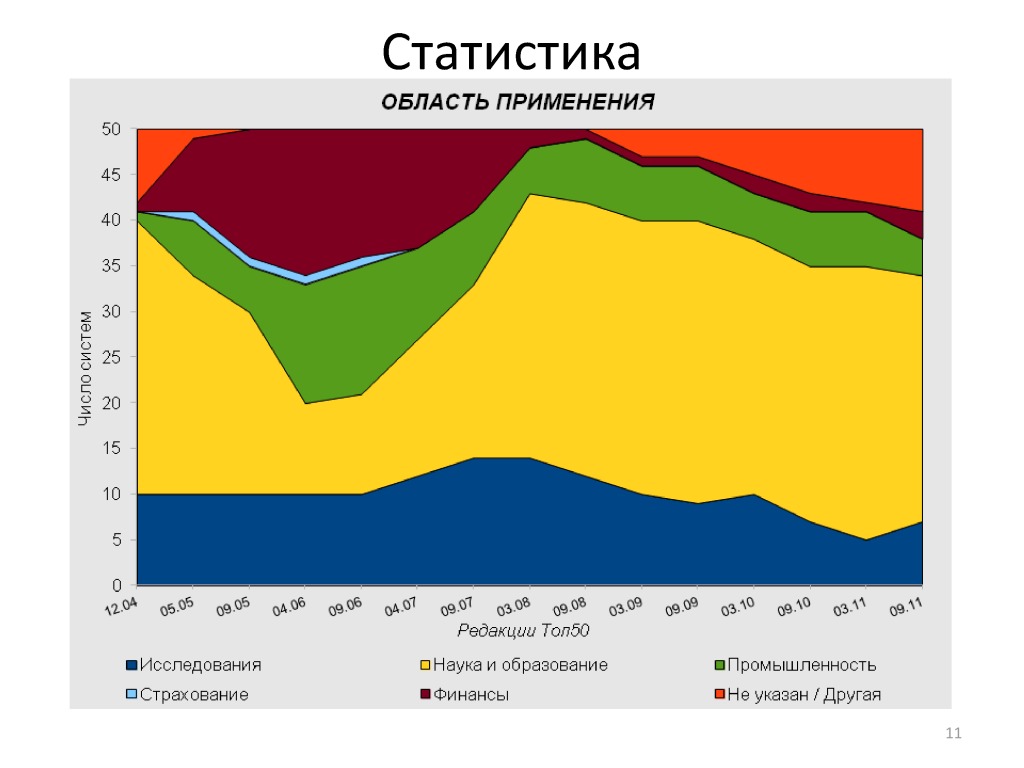 Статистика
ОБЛАСТЬ ПРИМЕНЕНИЯ
50
45
40
35
30
25
20
15
10
5
0
Число систем
12.04 05.05 09.05 04.06 09.06 04.07 09.07 03.08 09.08 03.09 09.09 03.10 09.10 03.11 09.11
Редакции Топ50
Исследования Наука и образование Промышленность
Страхование Финансы Не указан / Другая
11